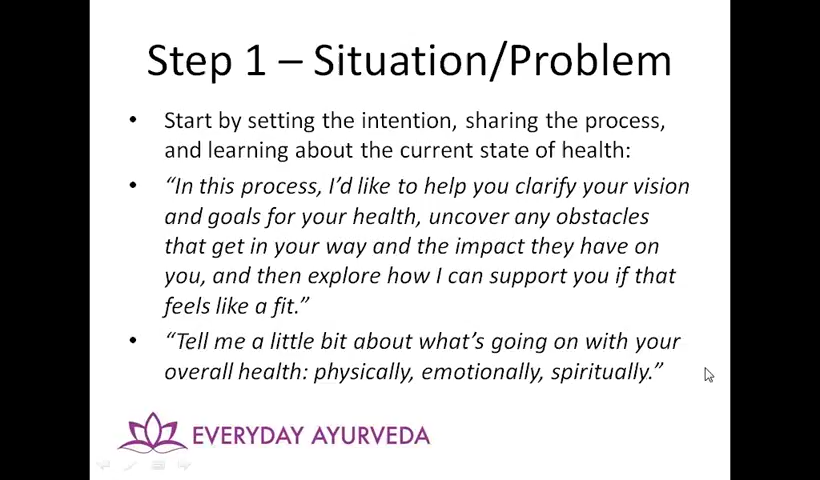 Step 1 – Situation/Problem
• Start by setting the intention, sharing the process,
and learning about the current state of health:
• “In this process, I’d like to help you clarify your vision
and goals for your health, uncover any obstacles
that get in your way and the impact they have on
you, and then explore how I can support you if that
feels like a fit.”
• “Tell me a little bit about what’s going on with your
overall health: physically, emotionally, spiritually.”
EVERYDAY AYURVEDA